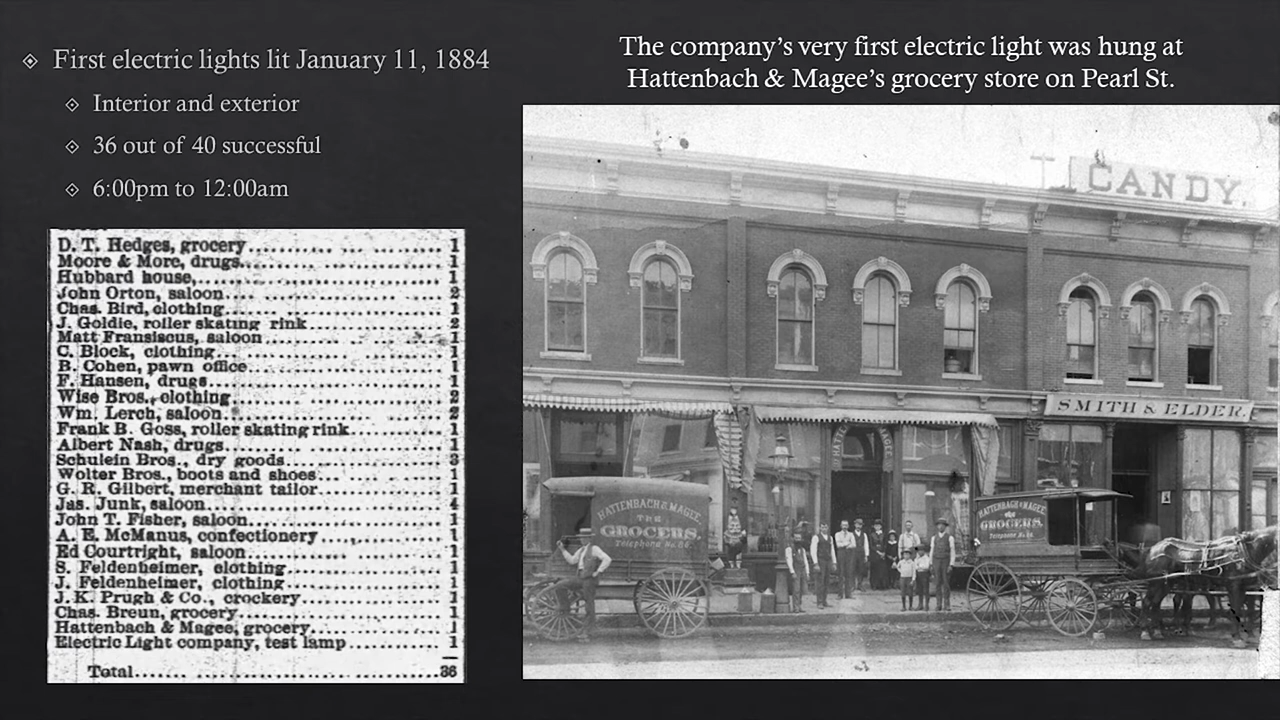 First electric lights lit January 11, 1884
Interior and exterior
36 out of 40 successful
6:00pm to 12:00am
D. T. Hedges, grocery 1
Moore & More, drugs 1
Hubbard house, 1
John Orton, saloon 2
Chas. Bird, clothing 1
J. Goldie, roller skating rink 2
Matt Fransiscus, saloon 1
C. Block, clothing 1
B. Cohen, pawn office 1
F. Hansen, drugs 1
Wise Bros., clothing 2
Wm. Lerch, saloon 2
Frank B. Goss, roller skating rink 1
Albert Nash, drugs 1
Schulein Bros., dry goods 3
Wolter Bros., boots and shoes 1
G. R. Gilbert, merchant tailor 1
Jas. Junk, saloon 4
John T. Fisher, saloon 1
A. E. McManus, confectionery 1
Ed Courtright, saloon 1
S. Feldenheimer, clothing 1
J. Feldenheimer, clothing 1
J. K. Prugh & Co., crockery 1
Chas. Breun, grocery 1
Hattenbach & Magee, grocery 1
Electric Light company, test lamp 1
Total 36
The company's very first electric light was hung at
Hattenbach & Magee's grocery store on Pearl St.
CANDY.
SMITH & ELDER.
HATTENBACH & MAGEE,
THE
GROCERS.
Telephone No. 86.
HATTENBACH & MAGEE
the
GROCERS.
Telephone No. 86